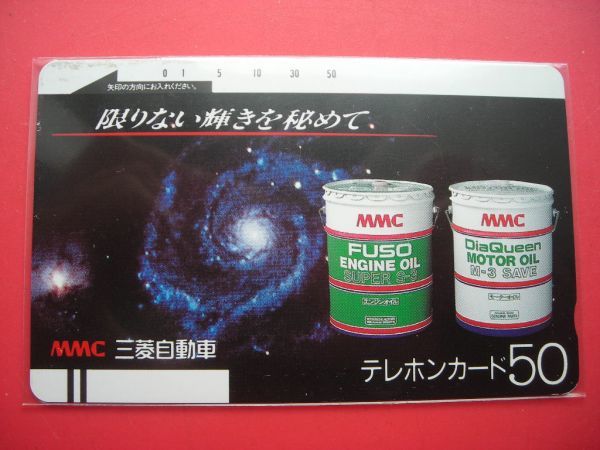 0 1 5 10 30 50
矢印の方向にお入れください。
限りない輝きを秘めて
MMC
FUSO
ENGINE OIL
SUPER S-3
エンジンオイル
MMC
DiaQueen
MOTOR OIL
M-3 SAVE
モーターオイル
MMC 三菱自動車
テレホンカード50